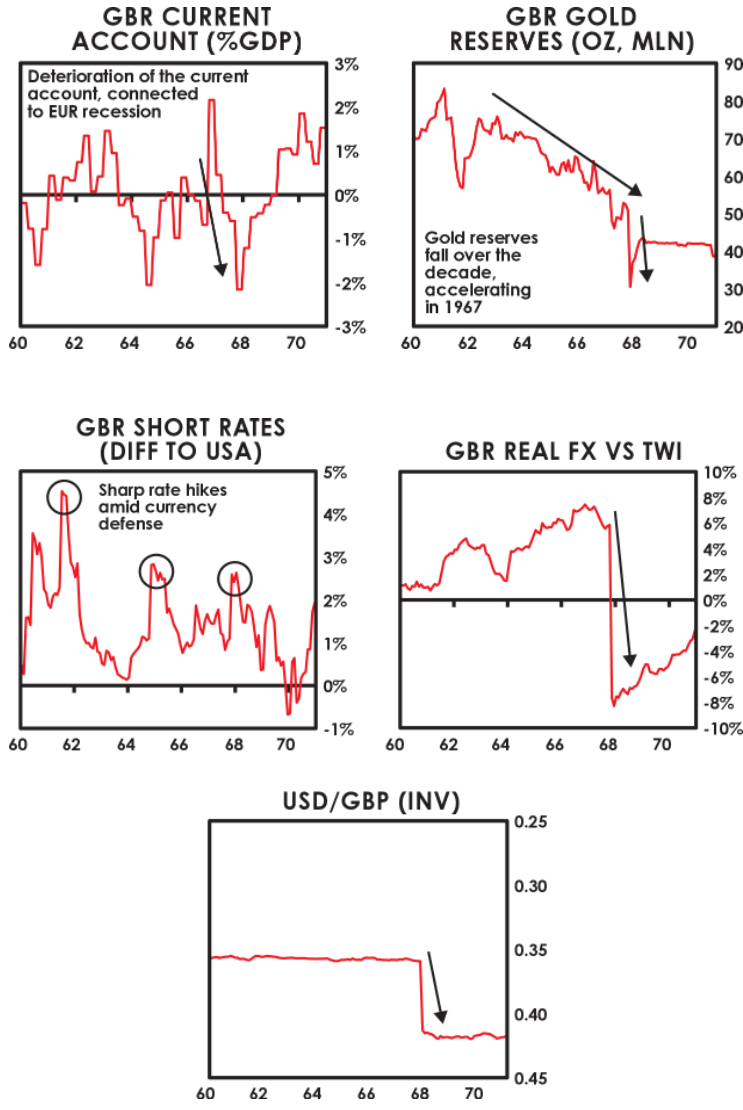 GBR CURRENT
ACCOUNT (%GDP)
Deterioration of the current
account, connected
to EUR recession
3%
2%
1%
0%
-1%
-2%
-3%
60 62 64 66 68 70
GBR GOLD
RESERVES (OZ, MLN)
Gold reserves
fall over the
decade,
accelerating
in 1967
90
80
70
60
50
40
30
20
60 62 64 66 68 70
GBR SHORT RATES
(DIFF TO USA)
Sharp rate hikes
amid currency
defense
5%
4%
3%
2%
1%
0%
-1%
60 62 64 66 68 70
GBR REAL FX VS TWI
10%
8%
6%
4%
2%
0%
-2%
-4%
-6%
-8%
-10%
60 62 64 66 68 70
USD/GBP (INV)
0.25
0.30
0.35
0.40
0.45
60 62 64 66 68 70